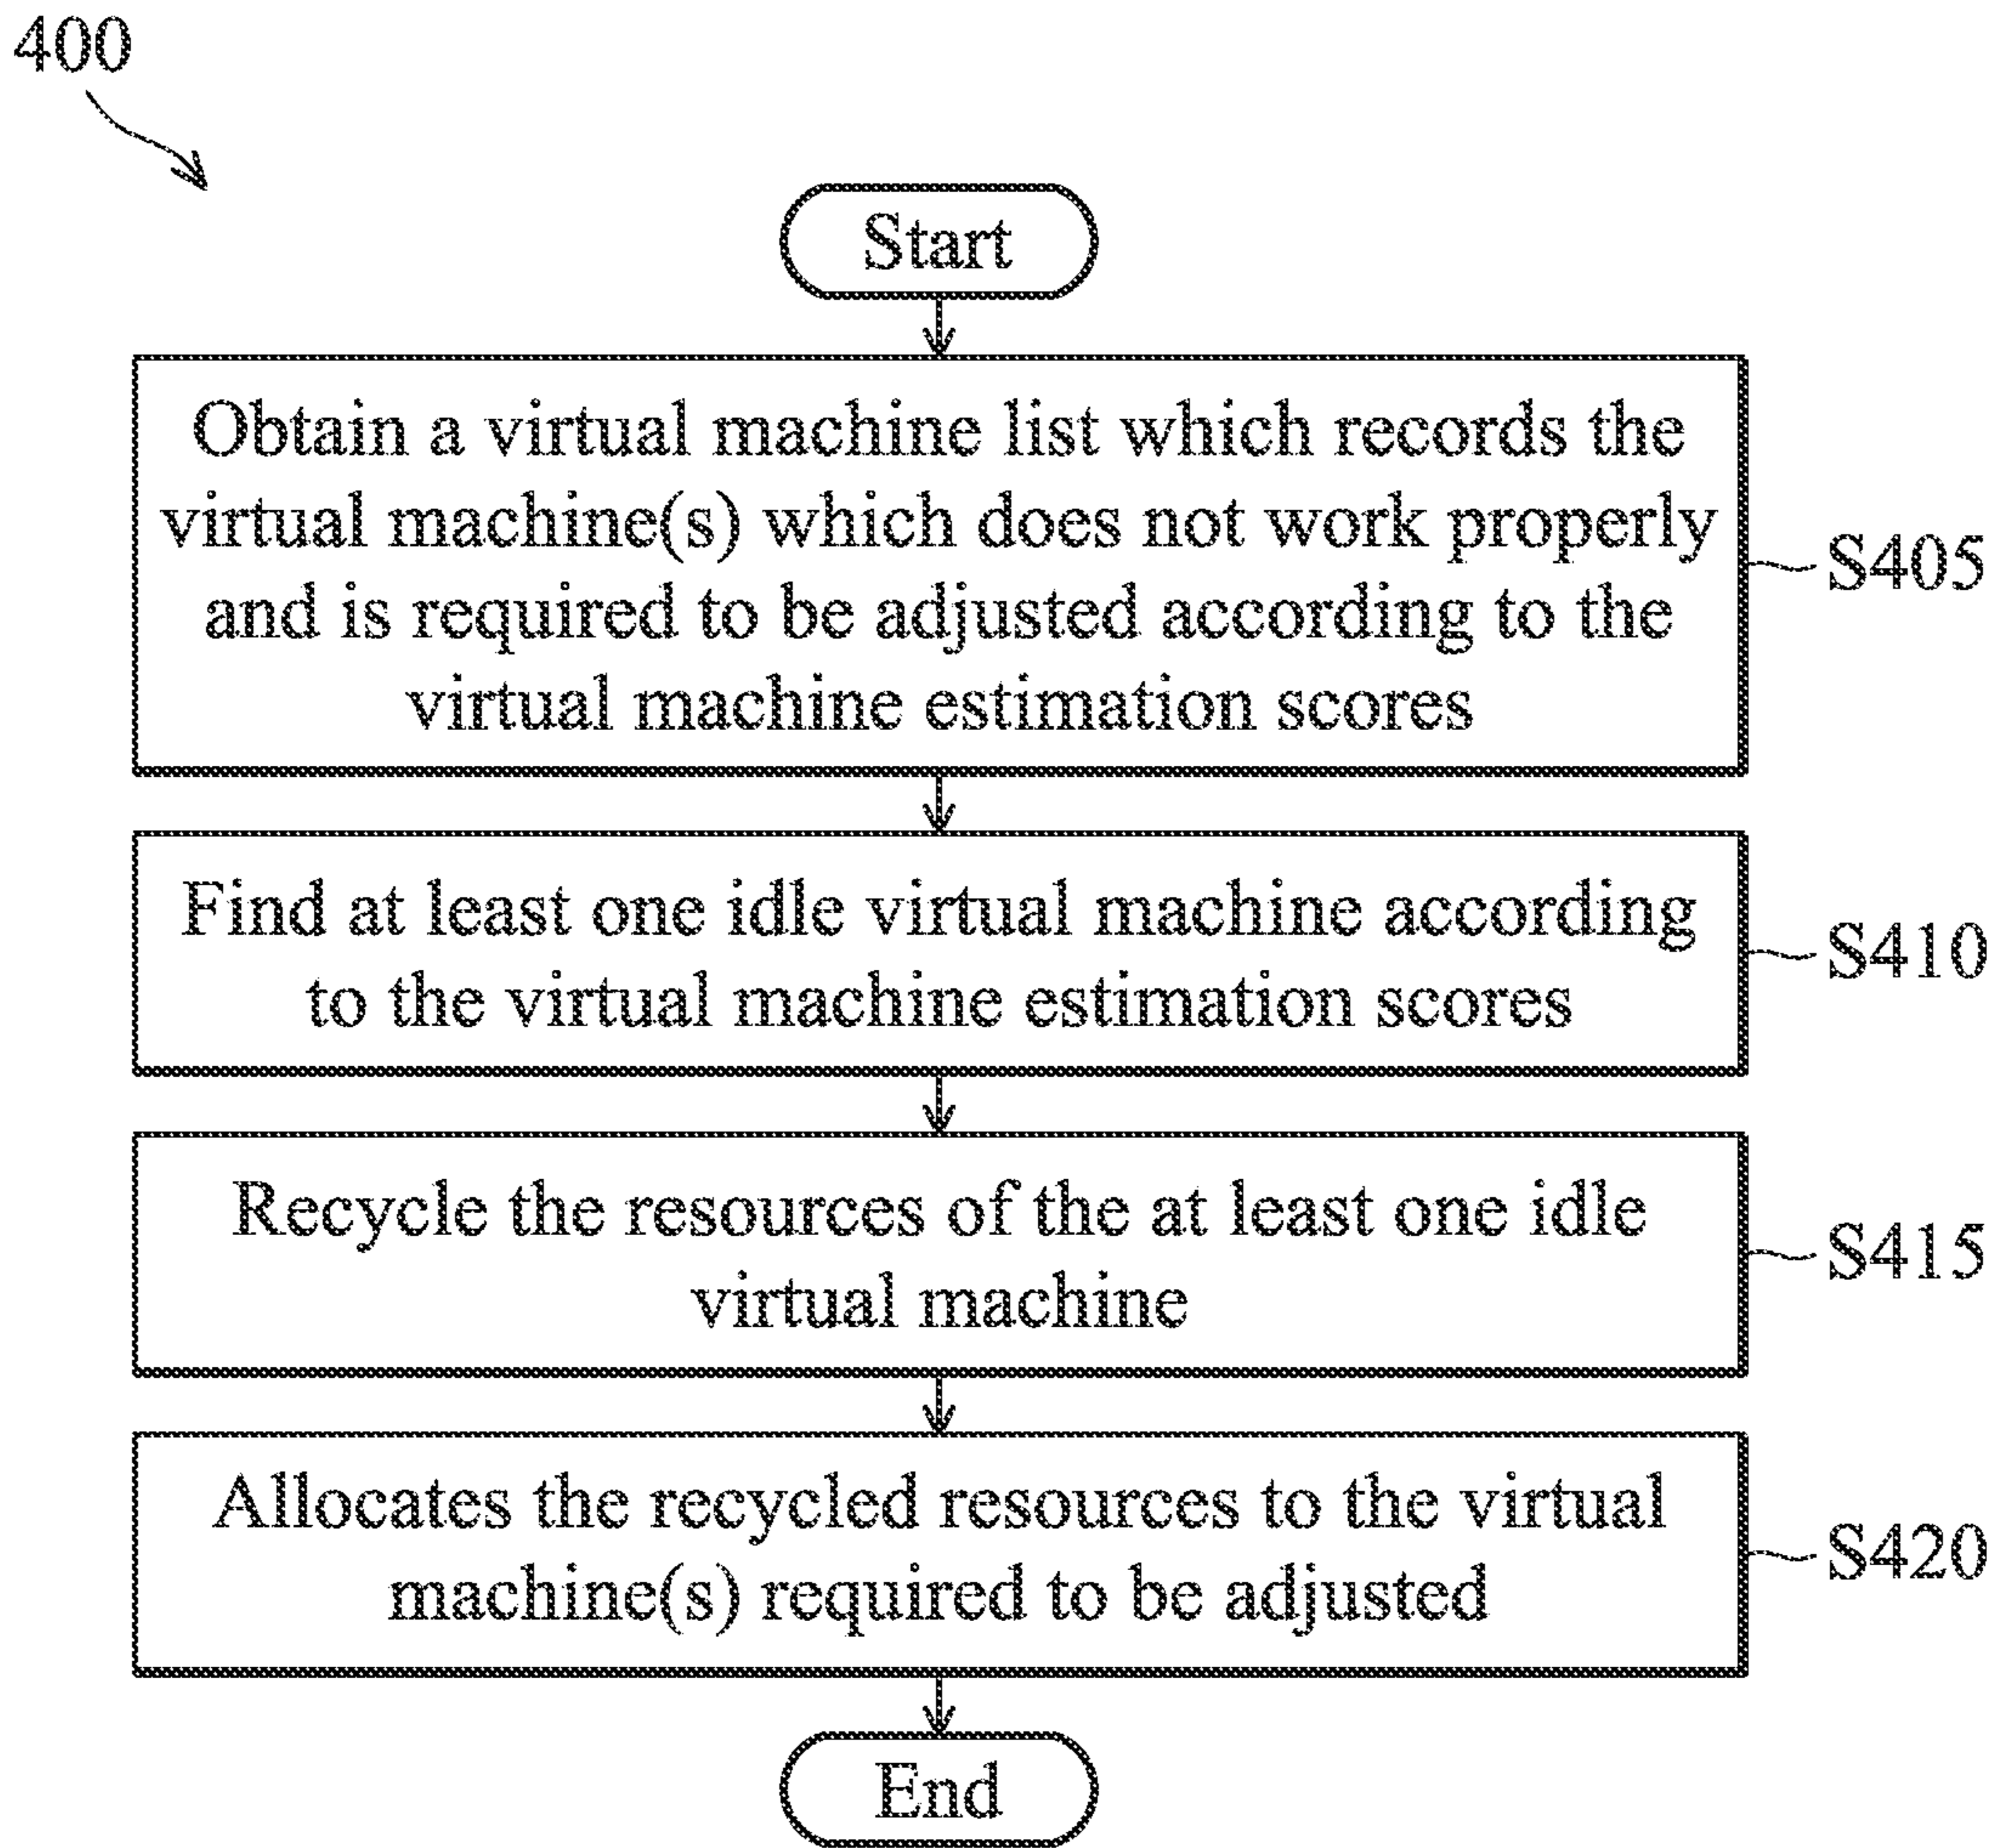 400
Start
Obtain a virtual machine list which records the
virtual machine(s) which does not work properly
and is required to be adjusted according to the
virtual machine estimation scores
S405
Find at least one idle virtual machine according
to the virtual machine estimation scores
S410
Recycle the resources of the at least one idle
virtual machine
S415
Allocates the recycled resources to the virtual
machine(s) required to be adjusted
S420
End